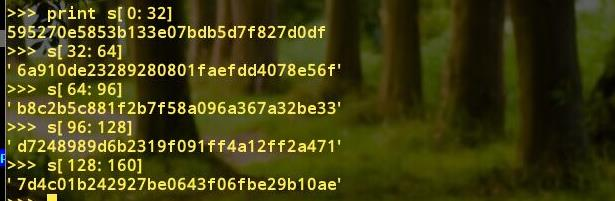 >>> print s[0:32]
595270e5853b133e07bdb5d7f827d0df
>>> s[32:64]
'6a910de23289280801faefdd4078e56f'
>>> s[64:96]
'b8c2b5c881f2b7f58a096a367a32be33'
>>> s[96:128]
'd7248989d6b2319f091ff4a12ff2a471'
>>> s[128:160]
'7d4c01b242927be0643f06fbe29b10ae'
>>>